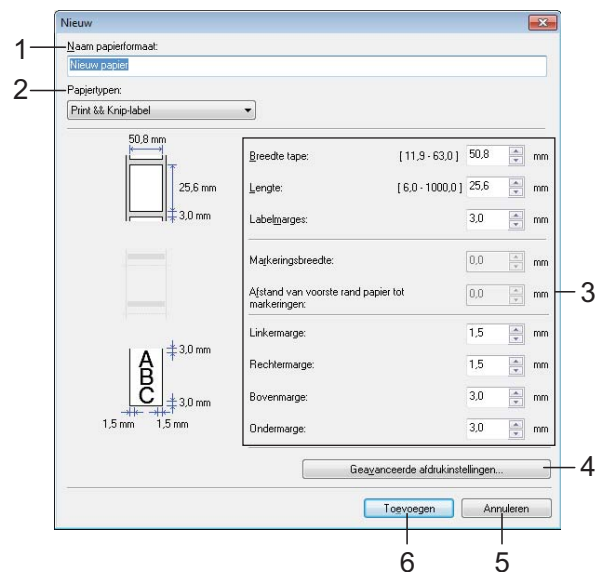 Nieuw
1
Naam papierformaat:
Nieuw papier
2
Papiertypen:
Print && Knip-label
50,8 mm
25,6 mm
3,0 mm
Breedte tape: [ 11,9 - 63,0 ] 50,8 mm
Lengte: [ 6,0 - 1000,0 ] 25,6 mm
Labelmarges: 3,0 mm
Markeringsbreedte: 0,0 mm
Afstand van voorste rand papier tot
markeringen: 0,0 mm
3
Linkermarge: 1,5 mm
Rechtermarge: 1,5 mm
Bovenmarge: 3,0 mm
Ondermarge: 3,0 mm
3,0 mm
A
B
C
3,0 mm
1,5 mm 1,5 mm
Geavanceerde afdrukinstellingen...
4
Toevoegen Annuleren
6 5